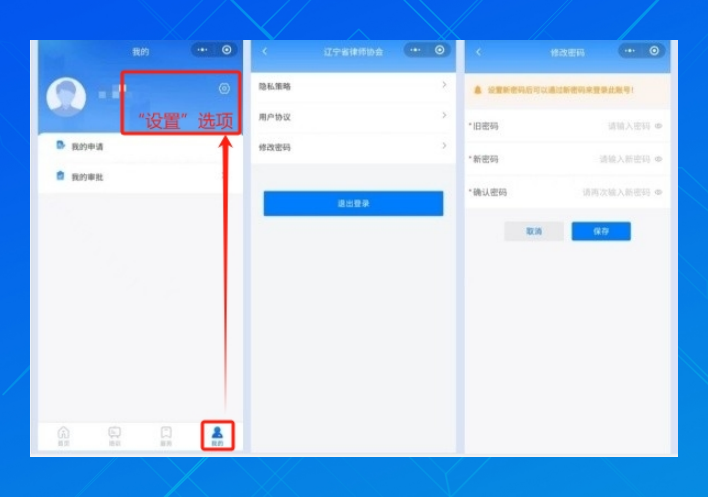 我的
"设置" 选项
我的申请
我的审批
首页
我的
辽宁省律师协会
隐私策略
用户协议
修改密码
退出登录
修改密码
设置新密码后可以通过新密码来登录此账号！
*旧密码
请输入密码
*新密码
请输入新密码
*确认密码
请再次输入新密码
取消
保存